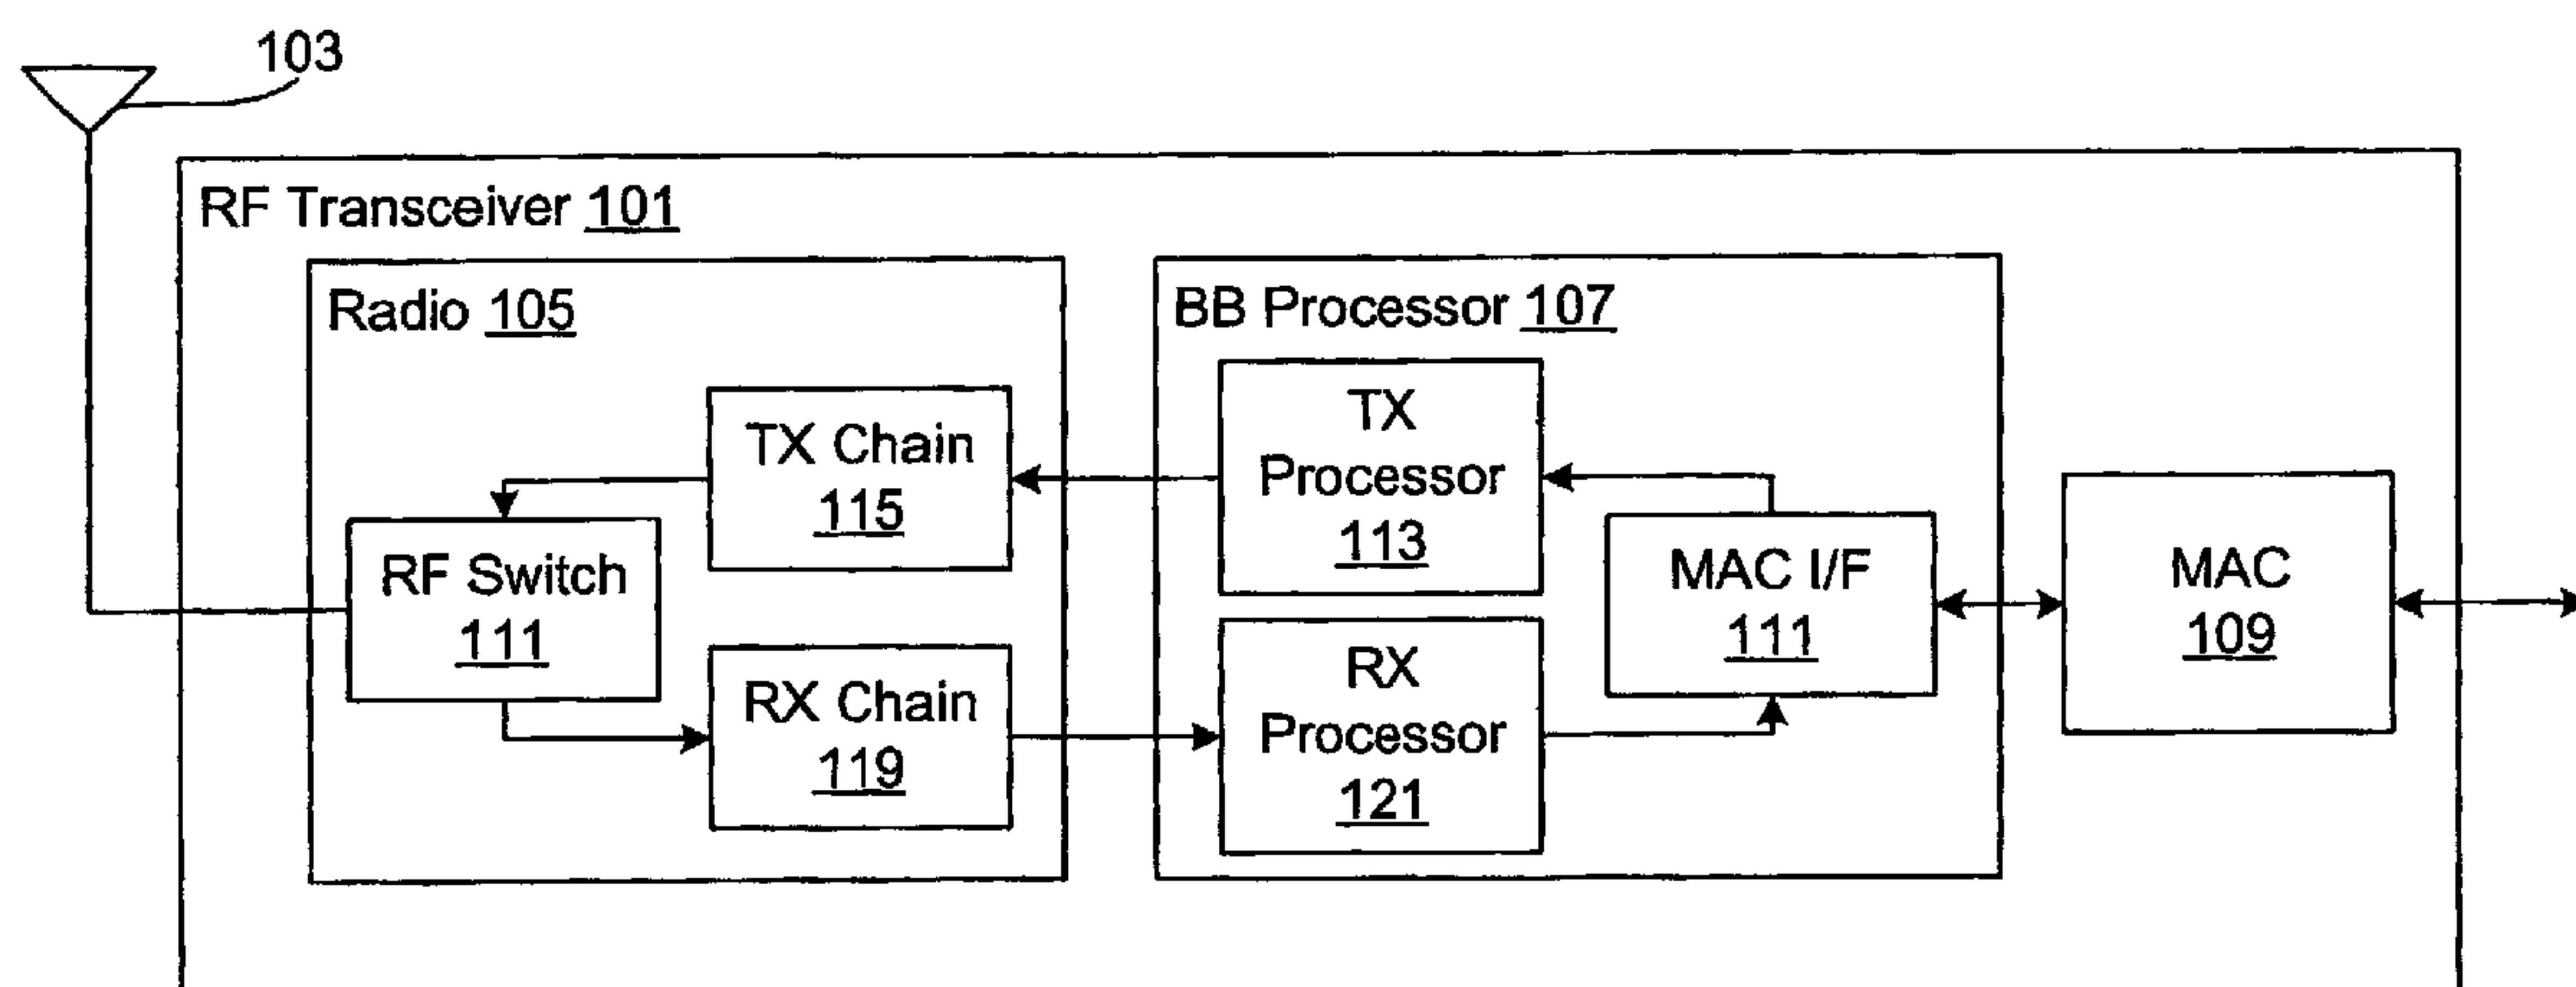 103
RF Transceiver 101
Radio 105
BB Processor 107
TX Chain
115
TX
Processor
113
RF Switch
111
MAC I/F
111
MAC
109
RX Chain
119
RX
Processor
121